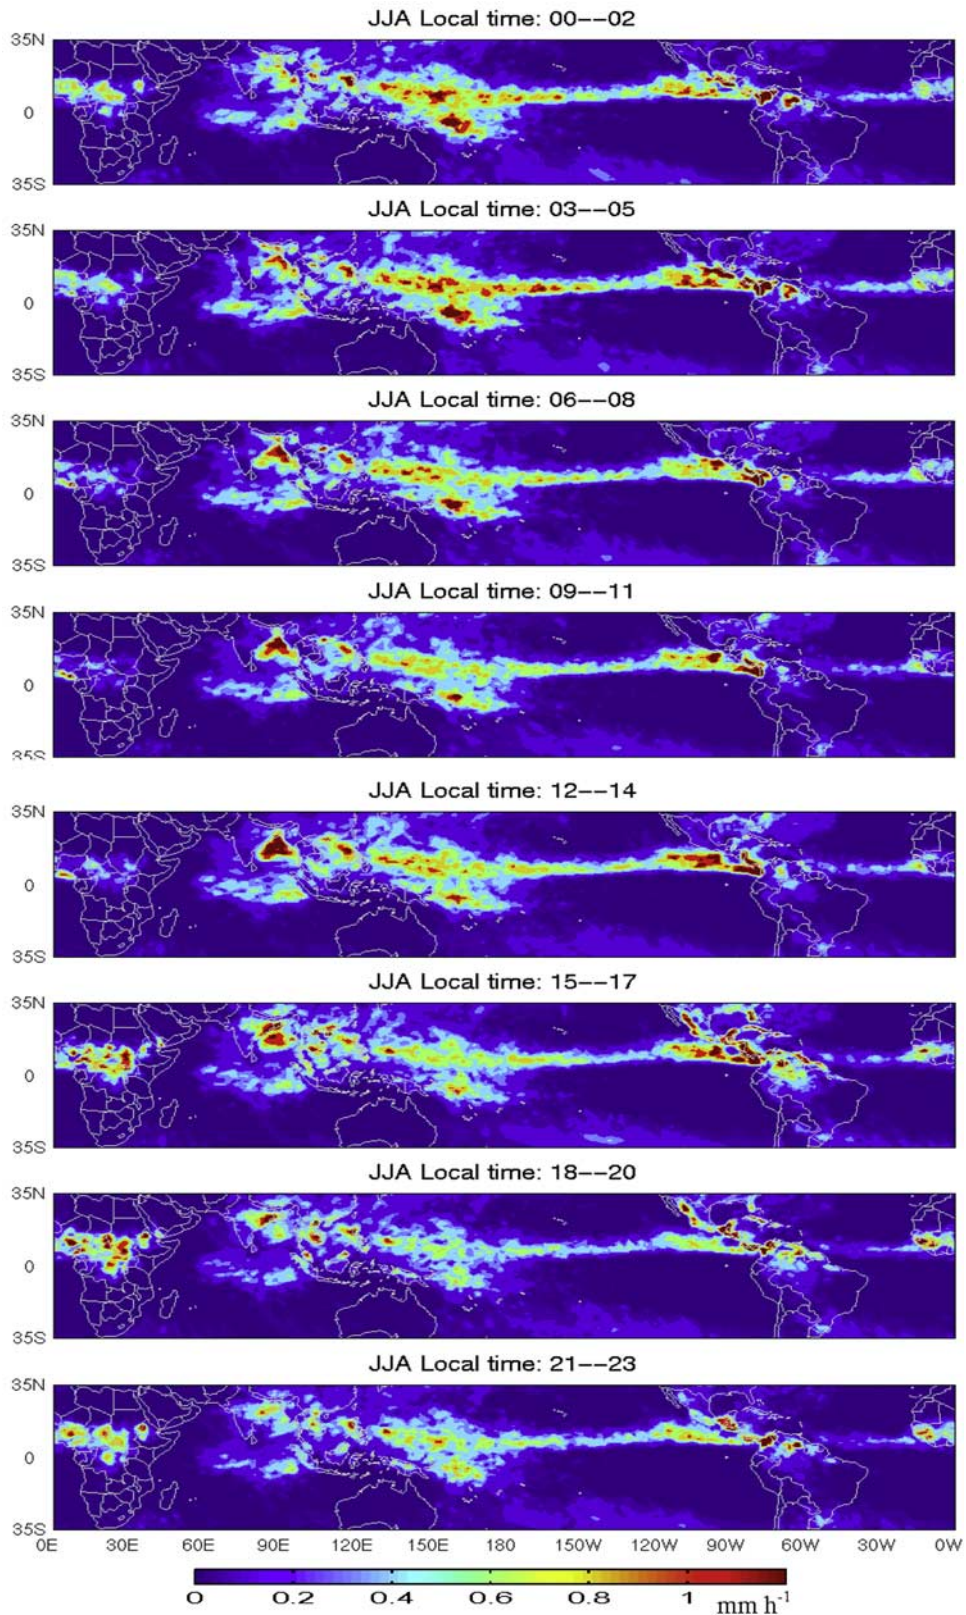 JJA Local time: 00--02
35N
0
35S
JJA Local time: 03--05
35N
0
35S
JJA Local time: 06--08
35N
0
35S
JJA Local time: 09--11
35N
0
35S
JJA Local time: 12--14
35N
0
35S
JJA Local time: 15--17
35N
0
35S
JJA Local time: 18--20
35N
0
35S
JJA Local time: 21--23
35N
0
35S
0E 30E 60E 90E 120E 150E 180 150W 120W 90W 60W 30W 0W
0 0.2 0.4 0.6 0.8 1 mm h⁻¹